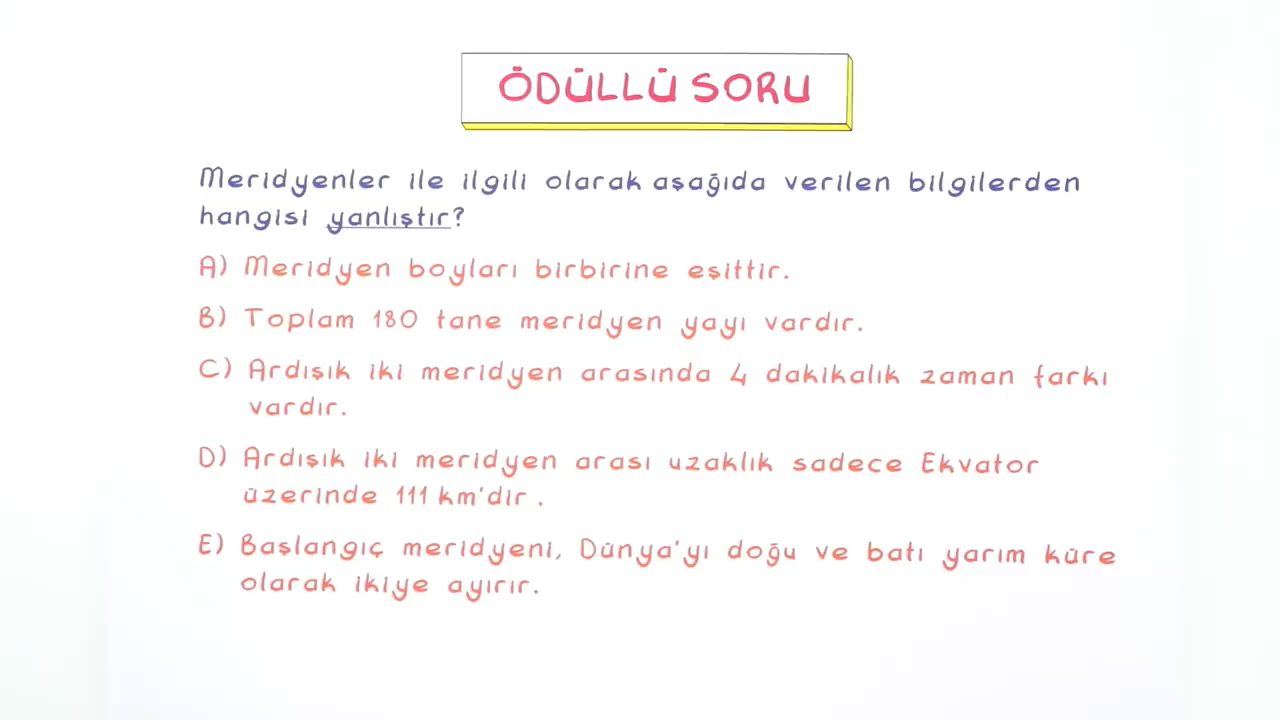 ÖDÜLLÜ SORU
Meridyenler ile ilgili olarak aşağıda verilen bilgilerden
hangisi yanlıştır?
A) Meridyen boyları birbirine eşittir.
B) Toplam 180 tane meridyen yayı vardır.
C) Ardışık iki meridyen arasında 4 dakikalık zaman farkı
vardır.
D) Ardışık iki meridyen arası uzaklık sadece Ekvator
üzerinde 111 km'dir.
E) Başlangıç meridyeni, Dünya'yı doğu ve batı yarım küre
olarak ikiye ayırır.